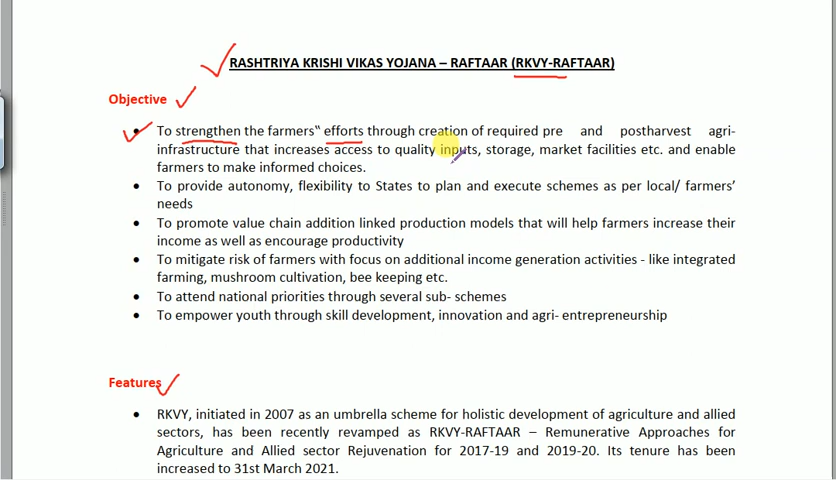 RASHTRIYA KRISHI VIKAS YOJANA – RAFTAAR (RKVY-RAFTAAR)
Objective
• To strengthen the farmers‟ efforts through creation of required pre and postharvest agri-
infrastructure that increases access to quality inputs, storage, market facilities etc. and enable
farmers to make informed choices.
• To provide autonomy, flexibility to States to plan and execute schemes as per local/ farmers’
needs
• To promote value chain addition linked production models that will help farmers increase their
income as well as encourage productivity
• To mitigate risk of farmers with focus on additional income generation activities - like integrated
farming, mushroom cultivation, bee keeping etc.
• To attend national priorities through several sub- schemes
• To empower youth through skill development, innovation and agri- entrepreneurship
Features
• RKVY, initiated in 2007 as an umbrella scheme for holistic development of agriculture and allied
sectors, has been recently revamped as RKVY-RAFTAAR – Remunerative Approaches for
Agriculture and Allied sector Rejuvenation for 2017-19 and 2019-20. Its tenure has been
increased to 31st March 2021.